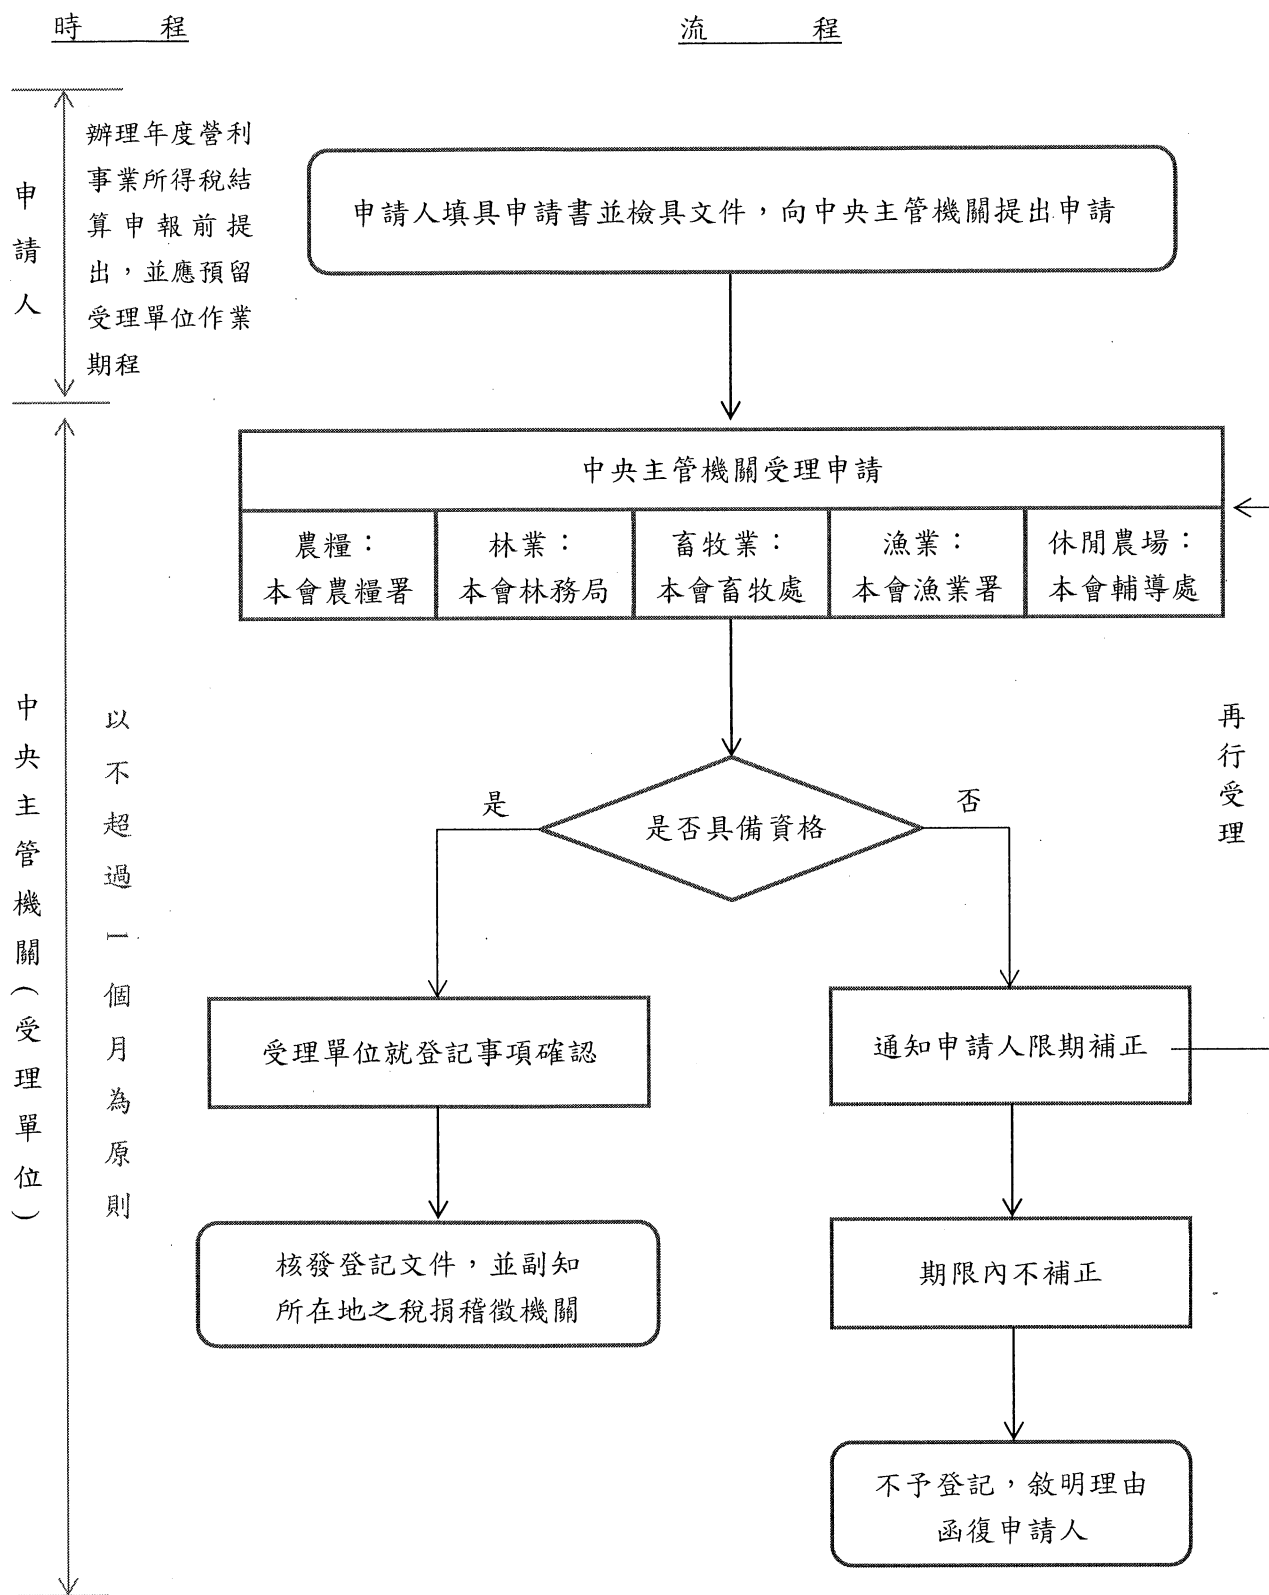 時 程
流 程
申請人
辦理年度營利
事業所得稅結
算申報前提
出，並應預留
受理單位作業
期程
申請人填具申請書並檢具文件，向中央主管機關提出申請
中央主管機關受理申請
農糧：
本會農糧署
林業：
本會林務局
畜牧業：
本會畜牧處
漁業：
本會漁業署
休閒農場：
本會輔導處
中央主管機關（受理單位）
以不超過一個月為原則
再行受理
是否具備資格
是
否
受理單位就登記事項確認
通知申請人限期補正
核發登記文件，並副知
所在地之稅捐稽徵機關
期限內不補正
不予登記，敘明理由
函復申請人